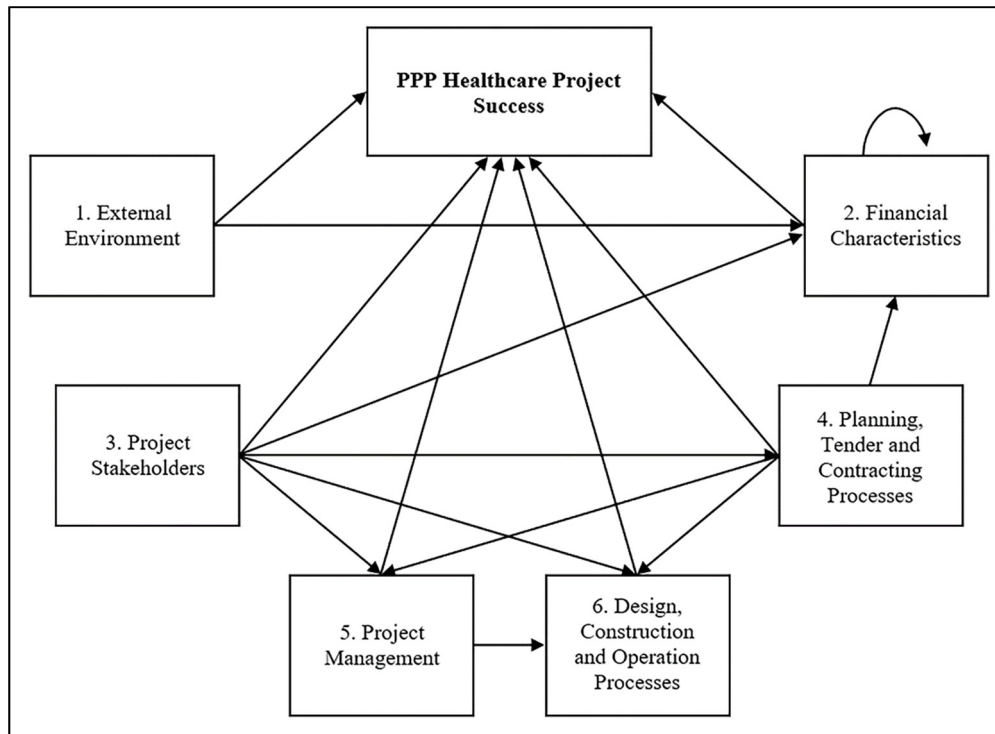 PPP Healthcare Project
Success
1. External
Environment
2. Financial
Characteristics
3. Project
Stakeholders
4. Planning,
Tender and
Contracting
Processes
5. Project
Management
6. Design,
Construction
and Operation
Processes